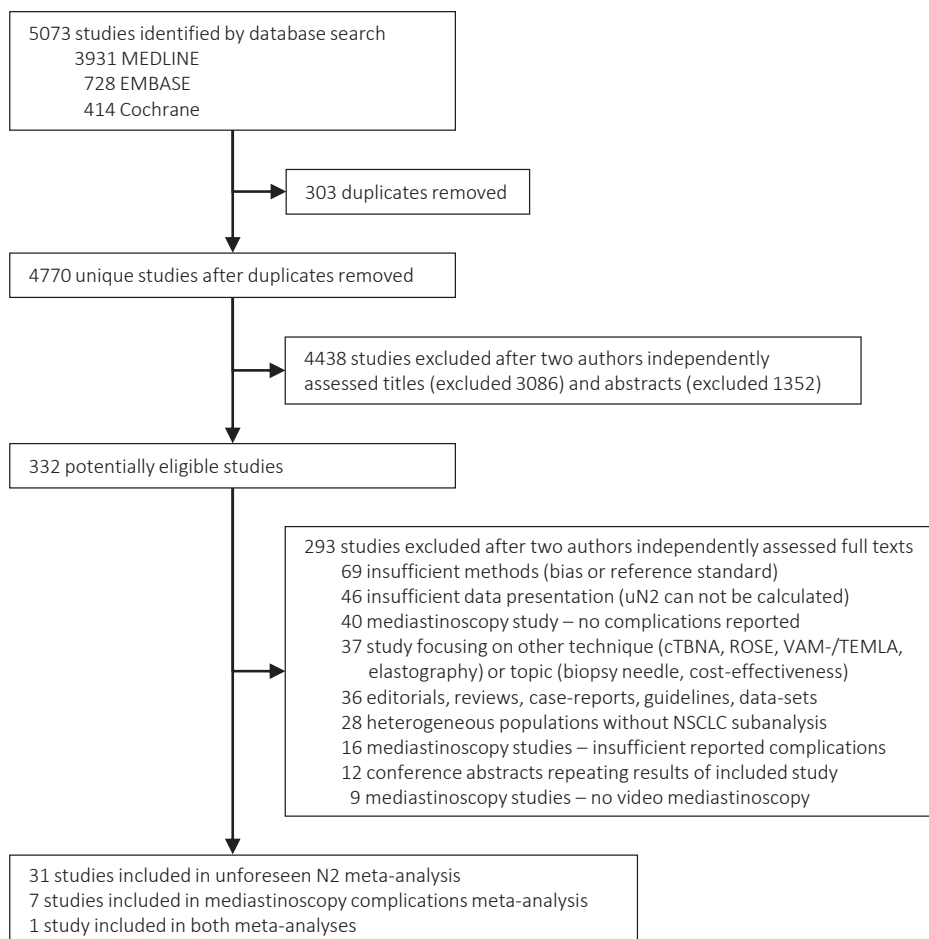 5073 studies identified by database search
3931 MEDLINE
728 EMBASE
414 Cochrane
303 duplicates removed
4770 unique studies after duplicates removed
4438 studies excluded after two authors independently
assessed titles (excluded 3086) and abstracts (excluded 1352)
332 potentially eligible studies
293 studies excluded after two authors independently assessed full texts
69 insufficient methods (bias or reference standard)
46 insufficient data presentation (uN2 can not be calculated)
40 mediastinoscopy study – no complications reported
37 study focusing on other technique (cTBNA, ROSE, VAM-/TEMLA,
elastography) or topic (biopsy needle, cost-effectiveness)
36 editorials, reviews, case-reports, guidelines, data-sets
28 heterogeneous populations without NSCLC subanalysis
16 mediastinoscopy studies – insufficient reported complications
12 conference abstracts repeating results of included study
9 mediastinoscopy studies – no video mediastinoscopy
31 studies included in unforeseen N2 meta-analysis
7 studies included in mediastinoscopy complications meta-analysis
1 study included in both meta-analyses